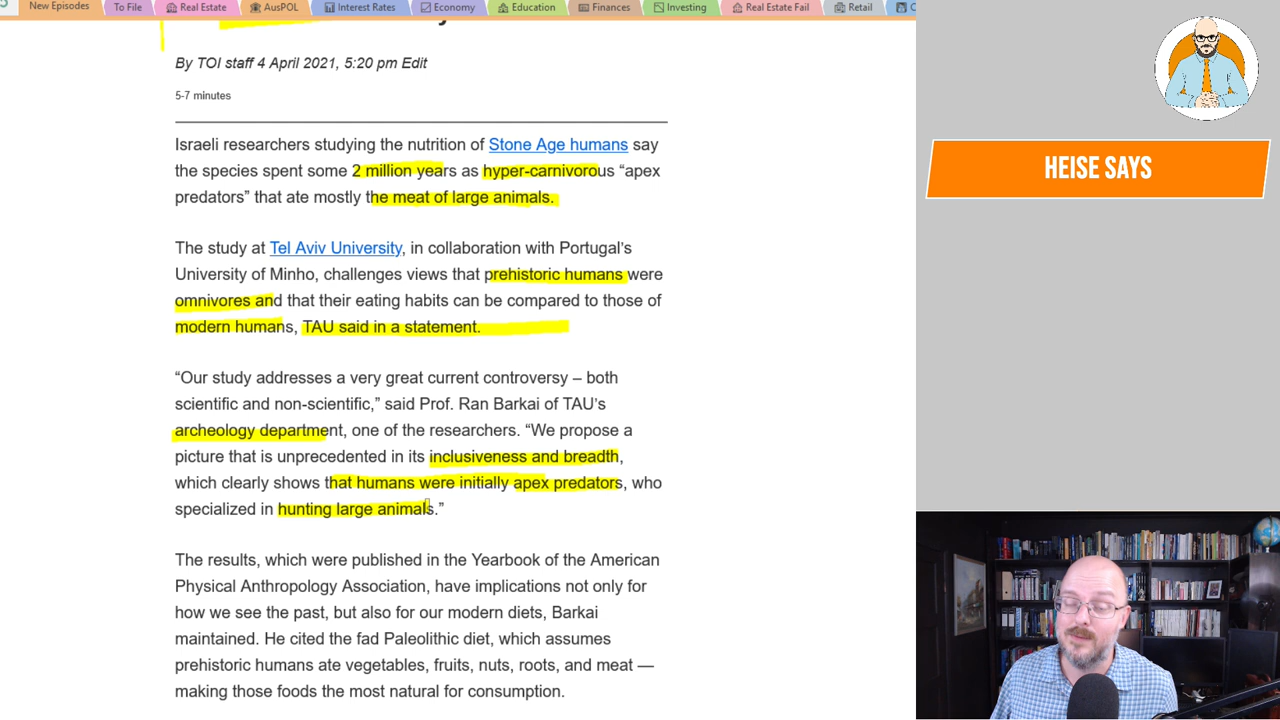 New Episodes To File Real Estate AusPOL Interest Rates Economy Education Finances Investing Real Estate Fail Retail
By TOI staff 4 April 2021, 5:20 pm Edit
5-7 minutes
Israeli researchers studying the nutrition of Stone Age humans say
the species spent some 2 million years as hyper-carnivorous “apex
predators” that ate mostly the meat of large animals.
The study at Tel Aviv University, in collaboration with Portugal’s
University of Minho, challenges views that prehistoric humans were
omnivores and that their eating habits can be compared to those of
modern humans, TAU said in a statement.
“Our study addresses a very great current controversy – both
scientific and non-scientific,” said Prof. Ran Barkai of TAU’s
archeology department, one of the researchers. “We propose a
picture that is unprecedented in its inclusiveness and breadth,
which clearly shows that humans were initially apex predators, who
specialized in hunting large animals.”
The results, which were published in the Yearbook of the American
Physical Anthropology Association, have implications not only for
how we see the past, but also for our modern diets, Barkai
maintained. He cited the fad Paleolithic diet, which assumes
prehistoric humans ate vegetables, fruits, nuts, roots, and meat —
making those foods the most natural for consumption.
HEISE SAYS